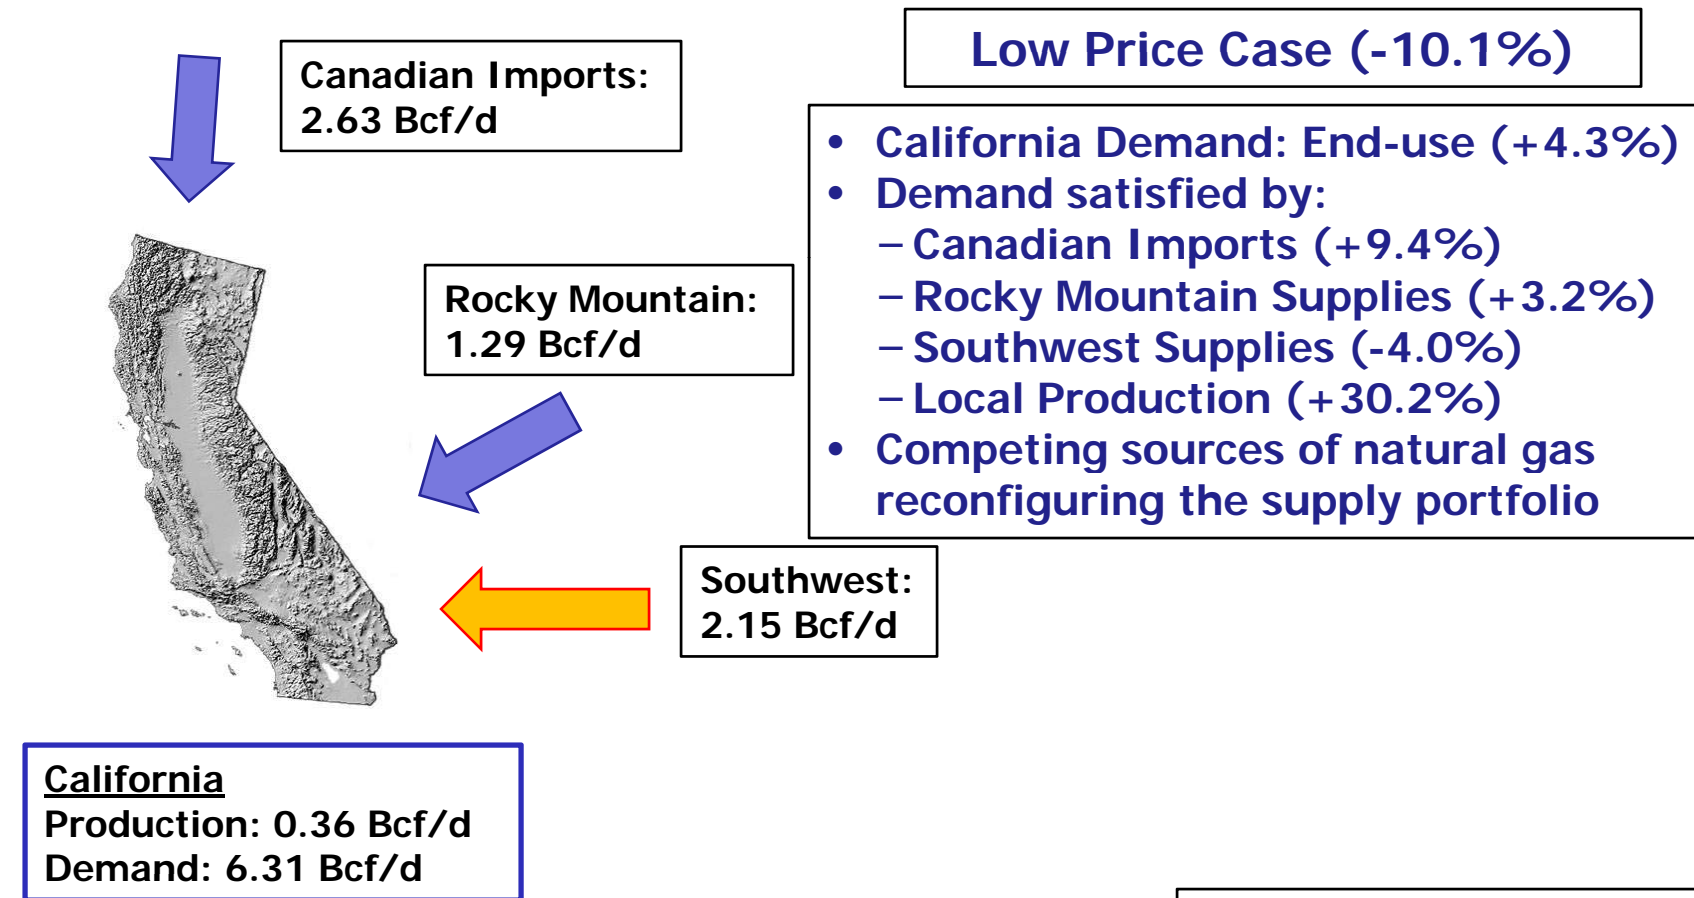 Low Price Case (-10.1%)
Canadian Imports:
2.63 Bcf/d
• California Demand: End-use (+4.3%)
• Demand satisfied by:
– Canadian Imports (+9.4%)
– Rocky Mountain Supplies (+3.2%)
– Southwest Supplies (-4.0%)
– Local Production (+30.2%)
• Competing sources of natural gas
reconfiguring the supply portfolio
Rocky Mountain:
1.29 Bcf/d
Southwest:
2.15 Bcf/d
California
Production: 0.36 Bcf/d
Demand: 6.31 Bcf/d